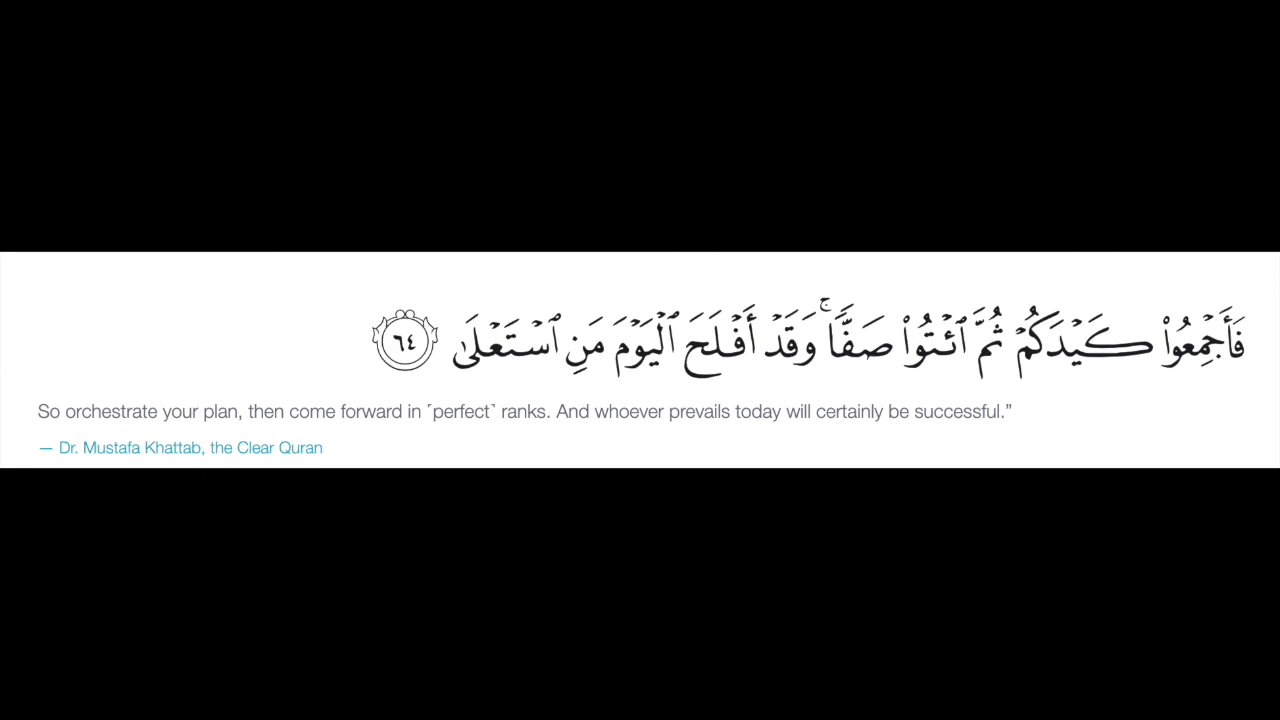 فَأَجْمِعُوا۟ كَيْدَكُمْ ثُمَّ ٱئْتُوا۟ صَفًّا ۚ وَقَدْ أَفْلَحَ ٱلْيَوْمَ مَنِ ٱسْتَعْلَىٰ ٦٤
So orchestrate your plan, then come forward in ˹perfect˺ ranks. And whoever prevails today will certainly be successful.”
— Dr. Mustafa Khattab, the Clear Quran